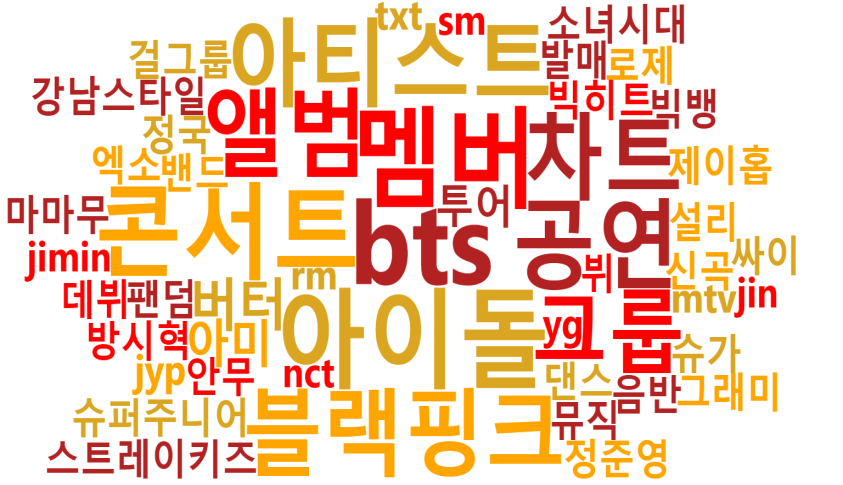 txt
sm
소녀시대
걸그룹
아티스트
발매
로제
강남스타일
앨범
멤버
빅히트
빅뱅
정국
차트
엑소
밴드
제이홉
마마무
콘서트
bts
투어
공연
설리
싸이
jimin
rm
뷔
신곡
데뷔
팬덤
버터
아이돌
mtv
jin
방시혁
아미
yg
그룹
슈가
jyp
안무
nct
댄스
음반
그래미
슈퍼주니어
블랙핑크
뮤직
스트레이키즈
정준영